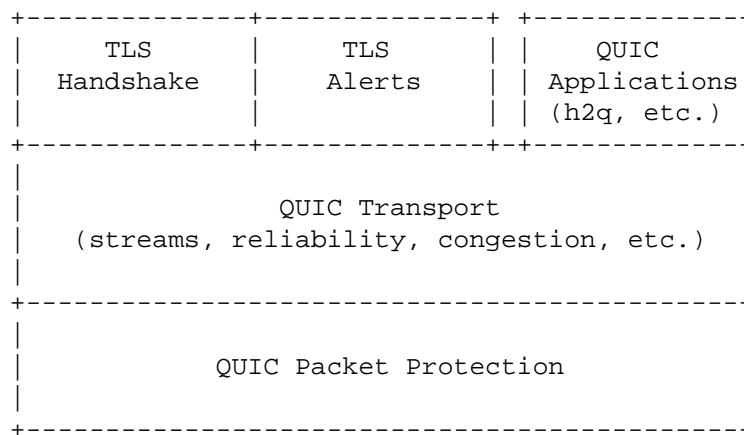 TLS TLS QUIC
Handshake Alerts Applications
(h2q, etc.)
QUIC Transport
(streams, reliability, congestion, etc.)
QUIC Packet Protection